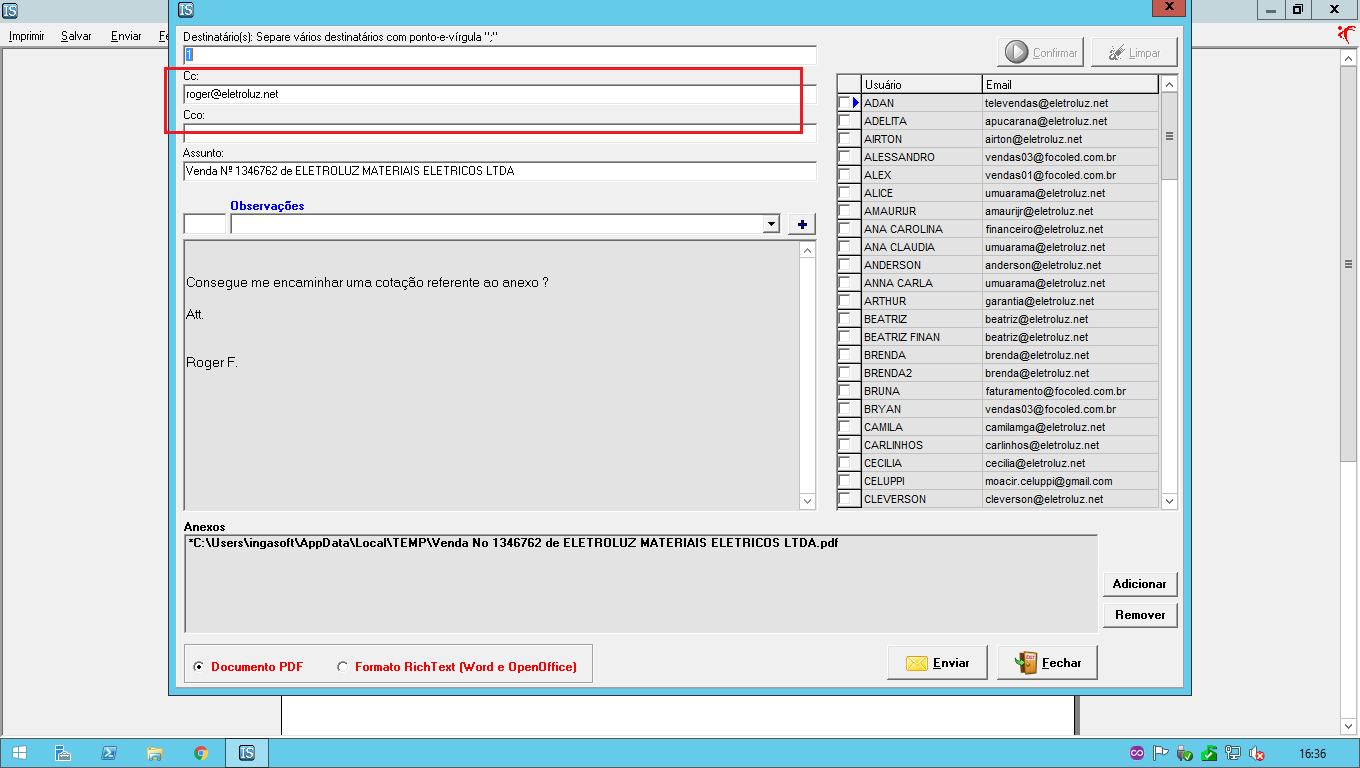 IS
IS
X
X
Imprimir Salvar Enviar
Destinatário(s): Separe vários destinatários com ponto-e-vírgula ";"
1
Cc:
roger@eletroluz.net
Cco:
Assunto:
Venda Nº 1346762 de ELETROLUZ MATERIAIS ELETRICOS LTDA
Observações
+
Consegue me encaminhar uma cotação referente ao anexo ?
Att.
Roger F.
Confirmar Limpar
Usuário Email
ADAN televendas@eletroluz.net
ADELITA apucarana@eletroluz.net
AIRTON airton@eletroluz.net
ALESSANDRO vendas03@focoled.com.br
ALEX vendas01@focoled.com.br
ALICE umuarama@eletroluz.net
AMAURIJR amaurijr@eletroluz.net
ANA CAROLINA financeiro@eletroluz.net
ANA CLAUDIA umuarama@eletroluz.net
ANDERSON anderson@eletroluz.net
ANNA CARLA umuarama@eletroluz.net
ARTHUR garantia@eletroluz.net
BEATRIZ beatriz@eletroluz.net
BEATRIZ FINAN beatriz@eletroluz.net
BRENDA brenda@eletroluz.net
BRENDA2 brenda@eletroluz.net
BRUNA faturamento@focoled.com.br
BRYAN vendas03@focoled.com.br
CAMILA camilamga@eletroluz.net
CARLINHOS carlinhos@eletroluz.net
CECILIA cecilia@eletroluz.net
CELUPPI moacir.celuppi@gmail.com
CLEVERSON cleverson@eletroluz.net
Anexos
*C:\Users\ingasoft\AppData\Local\TEMP\Venda No 1346762 de ELETROLUZ MATERIAIS ELETRICOS LTDA.pdf
Adicionar
Remover
Documento PDF Formato RichText (Word e OpenOffice)
Enviar Fechar
IS
16:36